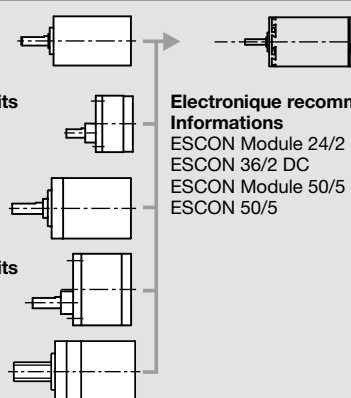 its
its
Electronique recomm
Informations
ESCON Module 24/2
ESCON 36/2 DC
ESCON Module 50/5
ESCON 50/5